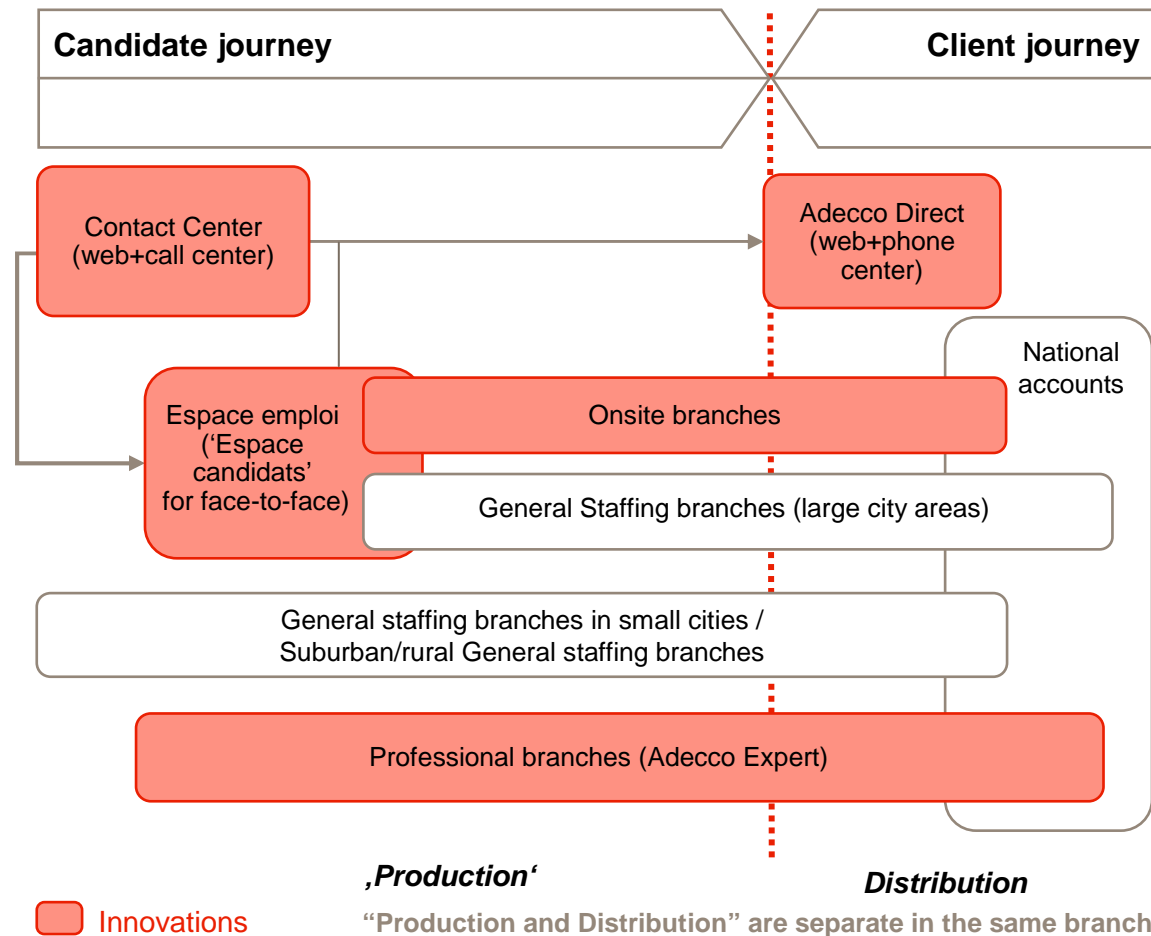 Candidate journey
Client journey
Contact Center
(web+call center)
Adecco Direct
(web+phone
center)
National
accounts
Espace emploi
(‘Espace
candidats’
for face-to-face)
Onsite branches
General Staffing branches (large city areas)
General staffing branches in small cities /
Suburban/rural General staffing branches
Professional branches (Adecco Expert)
‚Production‘
Distribution
Innovations
“Production and Distribution” are separate in the same branch